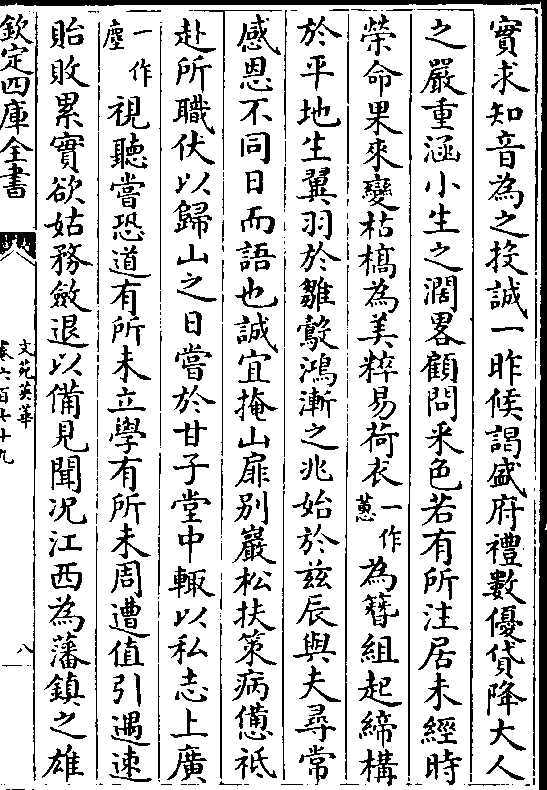 實求知音為之投誠一昨候謁盛府禮數優貸降大人
之嚴重涵小生之濶畧顧問采色若有所注居未經時
榮命果來變枯槁為美粹易荷衣一作蔥為簪組起締構
於平地生翼羽於雛鷇鴻漸之兆始於茲辰與夫尋常
感恩不同日而語也誠宜掩山扉别巖松扶策病憊祗
赴所職伏以歸山之日嘗於甘子堂中輙以私志上廣
一作塵視聽嘗恐道有所未立學有所未周遭值引遇速
貽敗累實欲姑務斂退以備見聞况江西為藩鎮之雄
欽定四庫全書
文苑英華
卷六百七十九
八